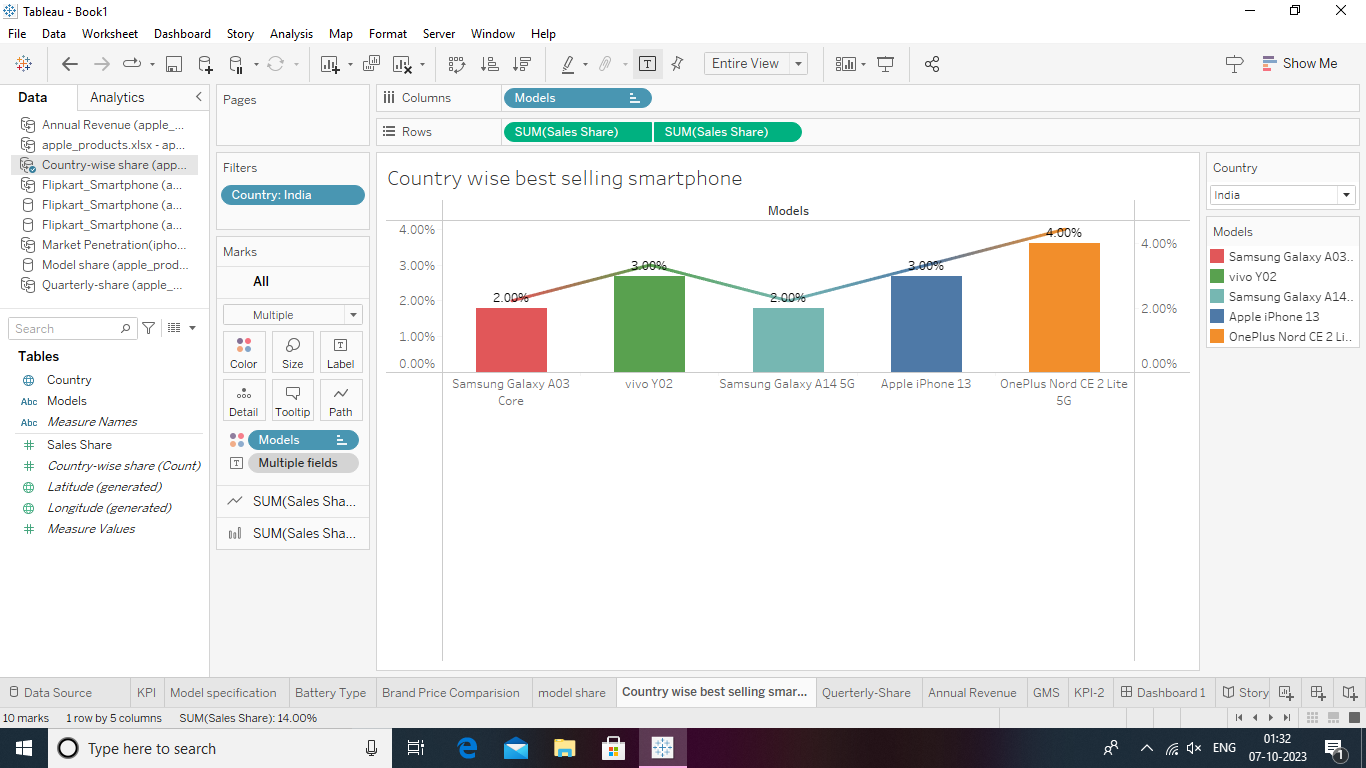 Tableau - Book1
File Data Worksheet Dashboard Story Analysis Map Format Server Window Help
Entire View
Show Me
Data Analytics
Annual Revenue (apple_...
apple_products.xlsx - ap...
Country-wise share (app...
Flipkart_Smartphone (a...
Flipkart_Smartphone (a...
Flipkart_Smartphone (a...
Market Penetration(ipho...
Model share (apple_prod...
Quarterly-share (apple_...
Search
Tables
Country
Abc Models
Abc Measure Names
Sales Share
Country-wise share (Count)
Latitude (generated)
Longitude (generated)
Measure Values
Pages
Filters
Country: India
Marks
All
Multiple
Color Size Label
Detail Tooltip Path
Models
Multiple fields
SUM(Sales Sha...
SUM(Sales Sha...
Columns Models
Rows SUM(Sales Share) SUM(Sales Share)
Country wise best selling smartphone
Models
4.00%
3.00%
2.00%
1.00%
0.00%
2.00%
3.00%
2.00%
3.00%
4.00%
4.00%
2.00%
0.00%
Samsung Galaxy A03 Core
vivo Y02
Samsung Galaxy A14 5G
Apple iPhone 13
OnePlus Nord CE 2 Lite 5G
Country
India
Models
Samsung Galaxy A03..
vivo Y02
Samsung Galaxy A14..
Apple iPhone 13
OnePlus Nord CE 2 Li..
Data Source KPI Model specification Battery Type Brand Price Comparision model share Country wise best selling smar... Querterly-Share Annual Revenue GMS KPI-2 Dashboard 1 Story
10 marks 1 row by 5 columns SUM(Sales Share): 14.00%
Type here to search
ENG
01:32
07-10-2023
1